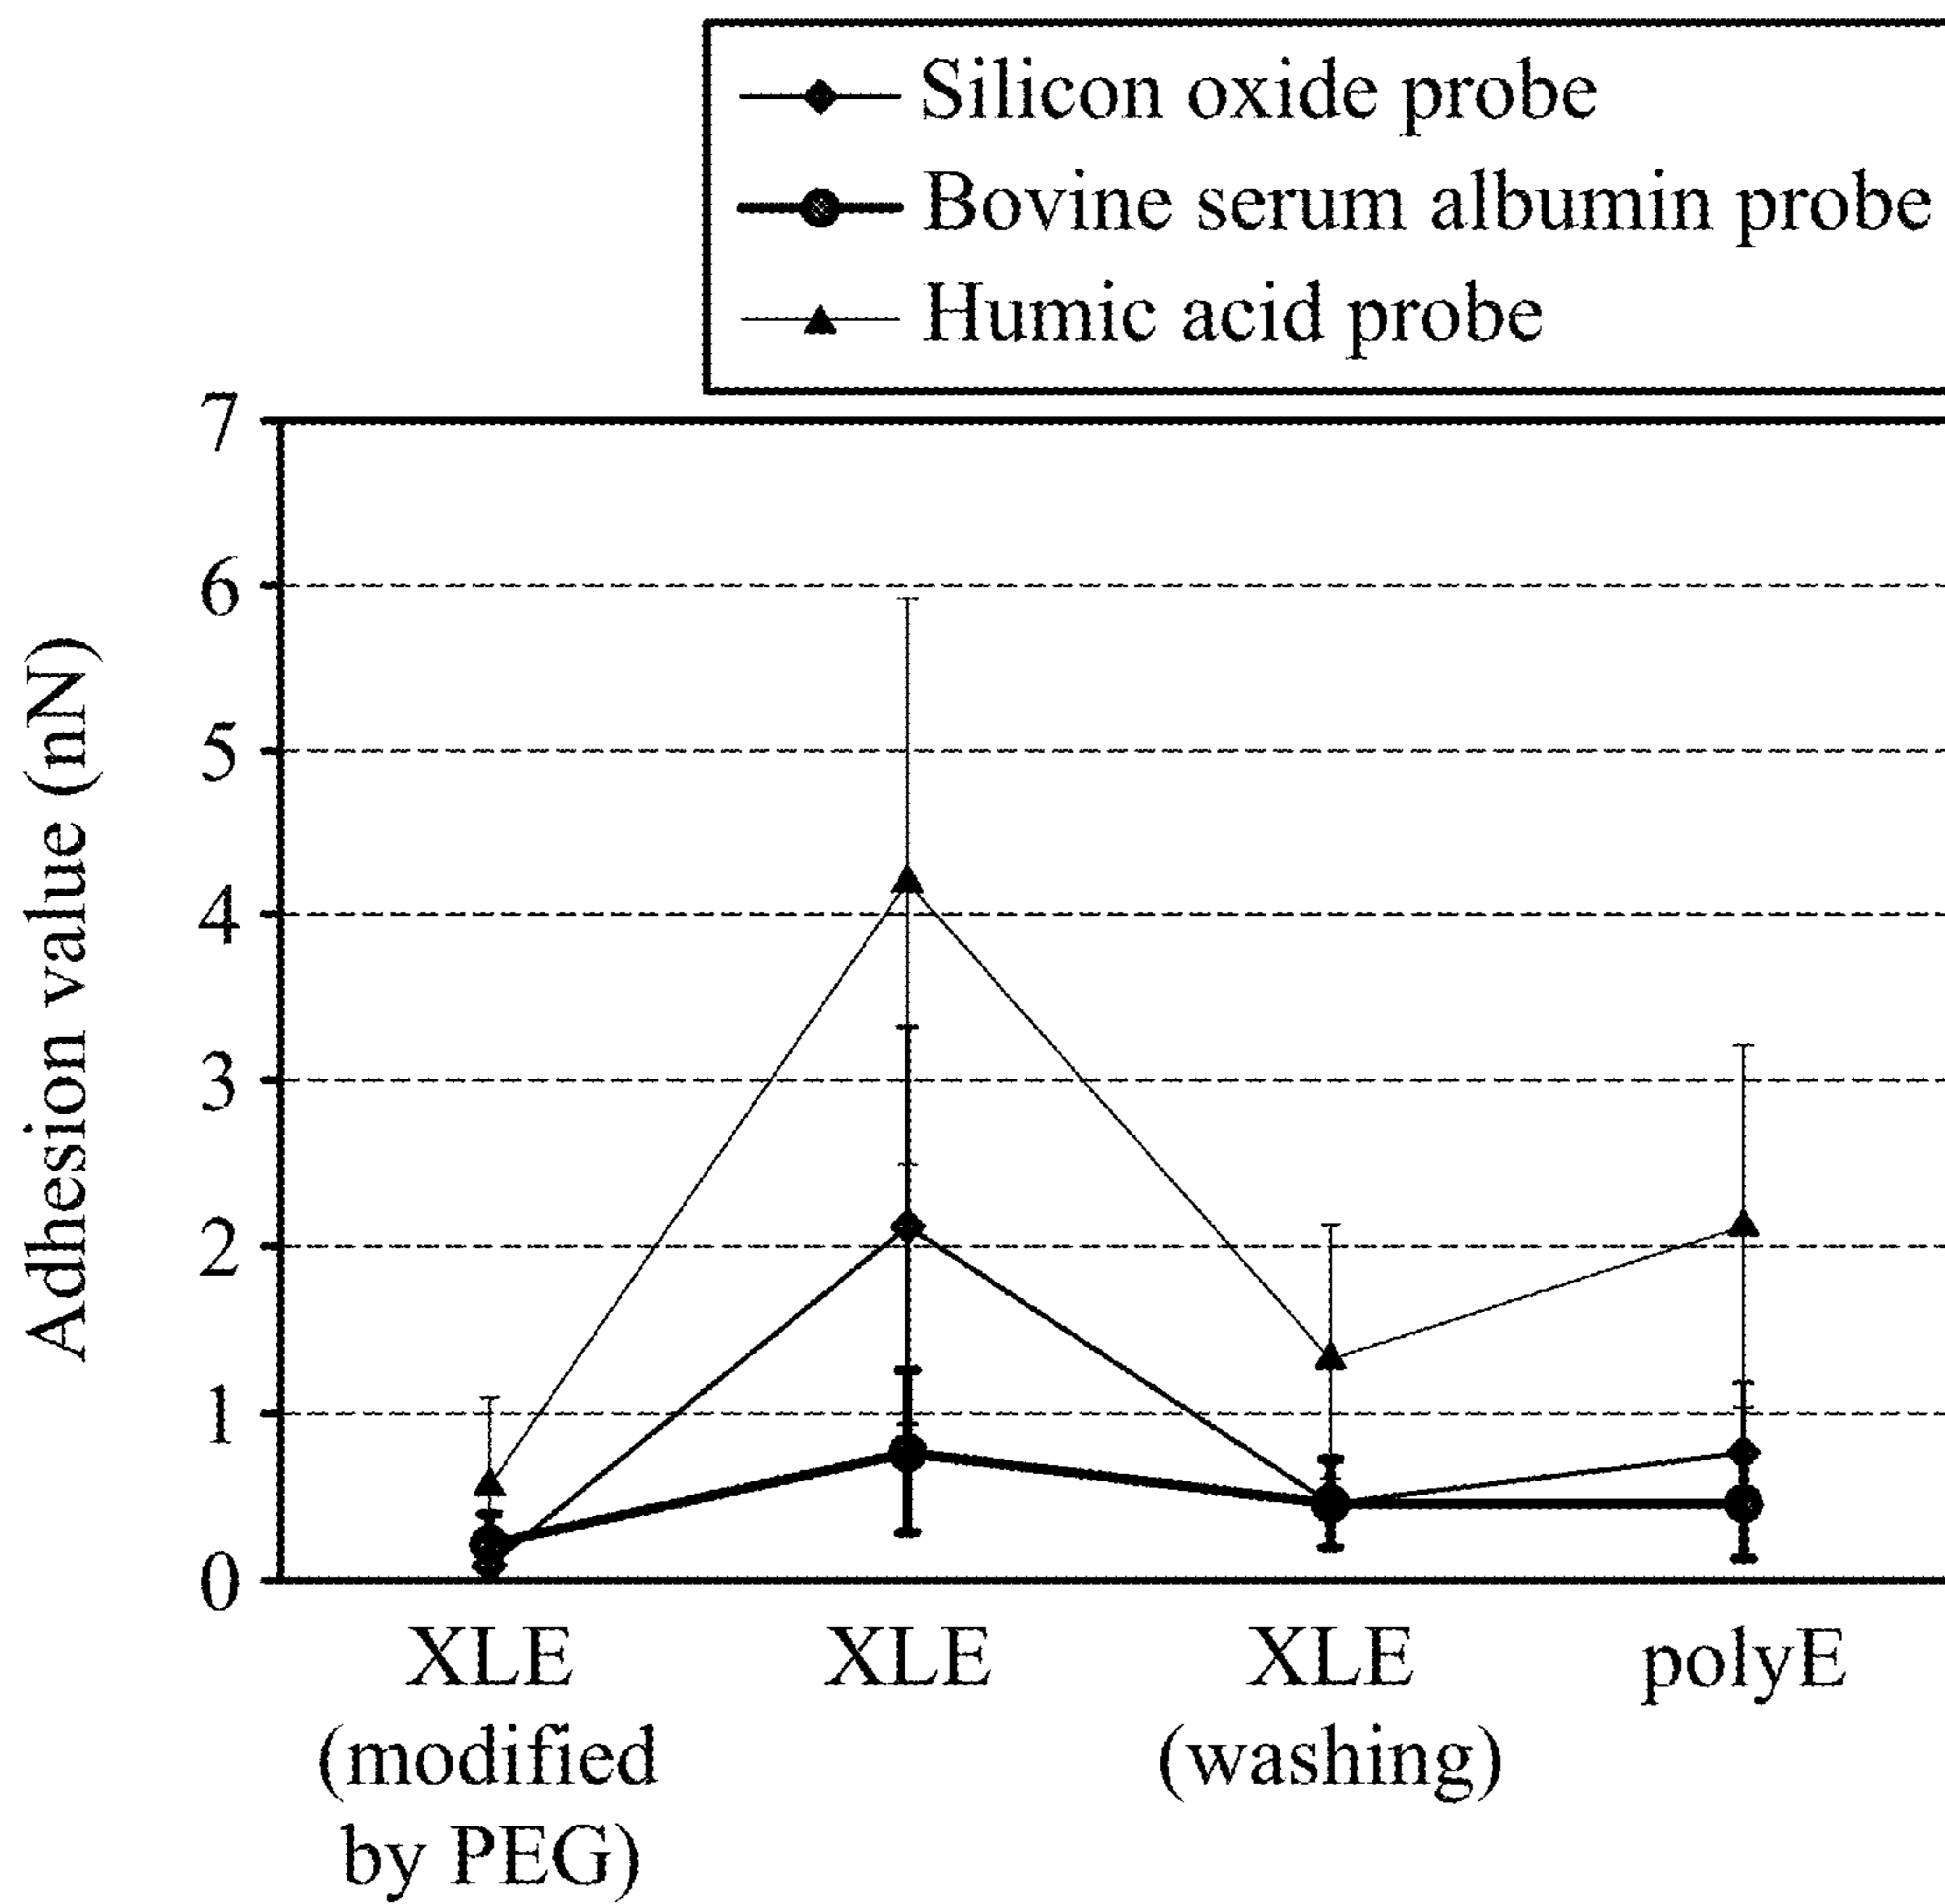 Silicon oxide probe
Bovine serum albumin probe
Humic acid probe
Adhesion value (nN)
7
6
5
4
3
2
1
0
XLE
(modified
by PEG)
XLE
XLE
(washing)
polyE